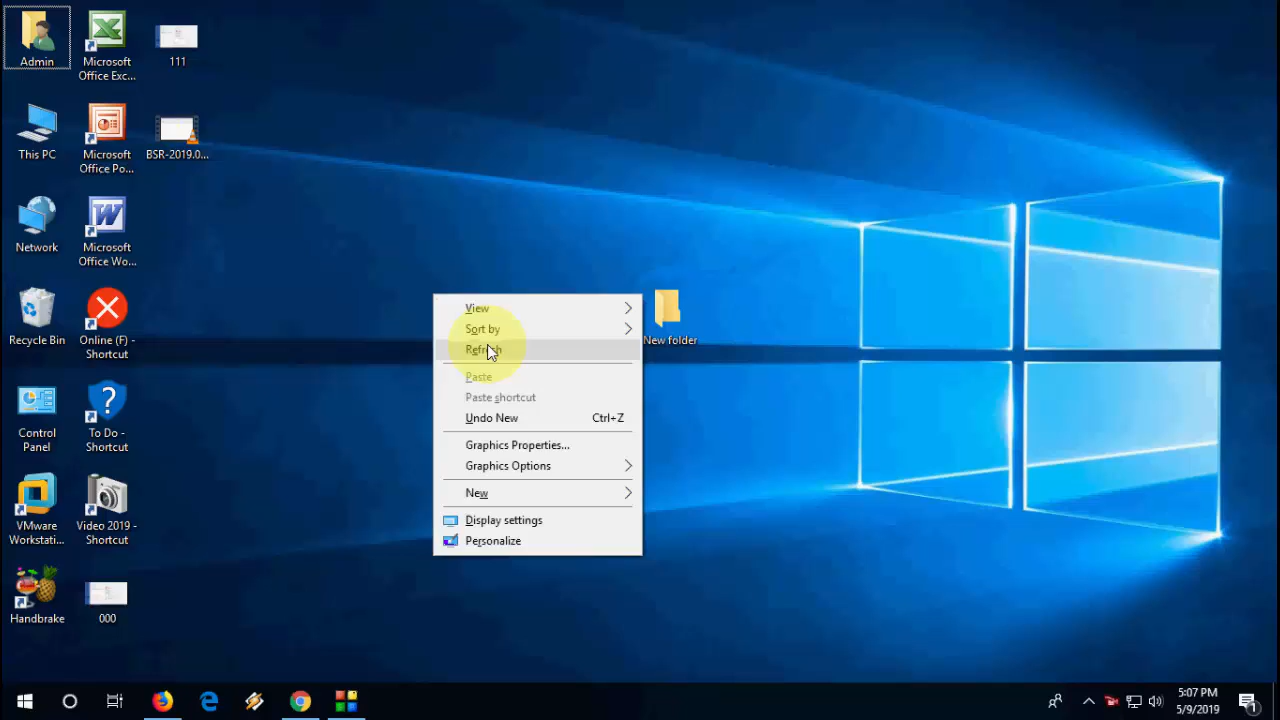 Admin
Microsoft
Office Exc...
111
This PC
Microsoft
Office Po...
BSR-2019.0...
Network
Microsoft
Office Wo...
Recycle Bin
Online (F) -
Shortcut
Control
Panel
To Do -
Shortcut
VMware
Workstati...
Video 2019 -
Shortcut
Handbrake
000
New folder
View
Sort by
Refresh
Paste
Paste shortcut
Undo New Ctrl+Z
Graphics Properties...
Graphics Options
New
Display settings
Personalize
5:07 PM
5/9/2019
1